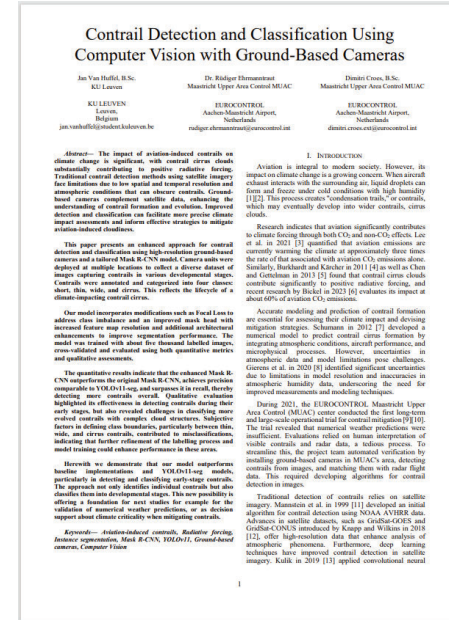 Contrail Detection and Classification Using
Computer Vision with Ground-Based Cameras
Jan Van Huffel, B.Sc.
KU Leuven
KU LEUVEN
Leuven,
Belgium
jan.vanhuffel@student.kuleuven.be
Dr. Rüdiger Ehrmanntraut
Maastricht Upper Area Control MUAC
EUROCONTROL
Aachen-Maastricht Airport,
Netherlands
rudiger.ehrmanntraut@eurocontrol.int
Dimitri Croes, B.Sc.
Maastricht Upper Area Control MUAC
EUROCONTROL
Aachen-Maastricht Airport,
Netherlands
dimitri.croes.ext@eurocontrol.int
Abstract— The impact of aviation-induced contrails on
climate change is significant, with contrail cirrus clouds
substantially contributing to positive radiative forcing.
Traditional contrail detection methods using satellite imagery
face limitations due to low spatial and temporal resolution and
atmospheric conditions that can obscure contrails. Ground-
based cameras complement satellite data, enhancing the
understanding of contrail formation and evolution. Improved
detection and classification can facilitate more precise climate
impact assessments and inform effective strategies to mitigate
aviation-induced cloudiness.
This paper presents an enhanced approach for contrail
detection and classification using high-resolution ground-based
cameras and a tailored Mask R-CNN model. Camera units were
deployed at multiple locations to collect a diverse dataset of
images capturing contrails in various developmental stages.
Contrails were annotated and categorized into four classes:
short, thin, wide, and cirrus. This reflects the lifecycle of a
climate-impacting contrail cirrus.
Our model incorporates modifications such as Focal Loss to
address class imbalance and an improved mask head with
increased feature map resolution and additional architectural
enhancements to improve segmentation performance. The
model was trained with about five thousand labelled images,
cross-validated and evaluated using both quantitative metrics
and qualitative assessments.
The quantitative results indicate that the enhanced Mask R-
CNN outperforms the original Mask R-CNN, achieves precision
comparable to YOLOv11-seg, and surpasses it in recall, thereby
detecting more contrails overall. Qualitative evaluation
highlighted its effectiveness in detecting contrails during their
early stages, but also revealed challenges in classifying more
evolved contrails with complex cloud structures. Subjective
factors in defining class boundaries, particularly between thin,
wide, and cirrus contrails, contributed to misclassifications,
indicating that further refinement of the labelling process and
model training could enhance performance in these areas.
Herewith we demonstrate that our model outperforms
baseline implementations and YOLOv11-seg models,
particularly in detecting and classifying early-stage contrails.
The approach not only identifies individual contrails but also
classifies them into developmental stages. This new possibility is
offering a foundation for next studies for example for the
validation of numerical weather predictions, or as decision
support about climate criticality when mitigating contrails.
Keywords— Aviation-induced contrails, Radiative forcing,
Instance segmentation, Mask R-CNN, YOLOv11, Ground-based
cameras, Computer Vision
I. INTRODUCTION
Aviation is integral to modern society. However, its
impact on climate change is a growing concern. When aircraft
exhaust interacts with the surrounding air, liquid droplets can
form and freeze under cold conditions with high humidity
[1][2]. This process creates "condensation trails," or contrails,
which may eventually develop into wider contrails, cirrus
clouds.
Research indicates that aviation significantly contributes
to climate forcing through both CO₂ and non-CO₂ effects. Lee
et al. 2021 [3] quantified that aviation emissions are
currently warming the climate at approximately three times
the rate of that associated with aviation CO₂ emissions alone.
Similarly, Burkhardt and Kärcher in 2011 [4] as well as Chen
and Gettelman in 2013 [5] found that contrail cirrus clouds
contribute significantly to positive radiative forcing, and
recent research by Bickel in 2023 [6] evaluates its impact at
about 60% of aviation CO₂ emissions.
Accurate modeling and prediction of contrail formation
are essential for assessing their climate impact and devising
mitigation strategies. Schumann in 2012 [7] developed a
numerical model to predict contrail cirrus formation by
integrating atmospheric conditions, aircraft performance, and
microphysical processes. However, uncertainties in
atmospheric data and model limitations pose challenges.
Gierens et al. in 2020 [8] identified significant uncertainties
due to limitations in model resolution and inaccuracies in
atmospheric humidity data, underscoring the need for
improved measurements and modeling techniques.
During 2021, the EUROCONTROL Maastricht Upper
Area Control (MUAC) center conducted the first long-term
and large-scale operational trial for contrail mitigation [9][10].
The trial revealed that numerical weather predictions were
insufficient. Evaluations relied on human interpretation of
visible contrails and a radar, a tedious process. To
streamline this, the project team automated verification by
installing ground-based cameras in MUAC's area, detecting
contrails from images, and matching them with radar flight
data. This required developing algorithms for contrail
detection in images.
Traditional detection of contrails relies on satellite
imagery. Mannstein et al. in 1999 [11] developed an initial
algorithm for contrail detection using NOAA AVHRR data.
Advances in satellite datasets, such as GridSat-GOES and
GridSat-CONUS introduced by Knapp and Wilkins in 2018
[12], offer high-resolution data that enhance analysis of
atmospheric phenomena. Furthermore, deep learning
techniques have improved contrail detection in satellite
imagery. Kulik in 2019 [13] applied convolutional neural
1